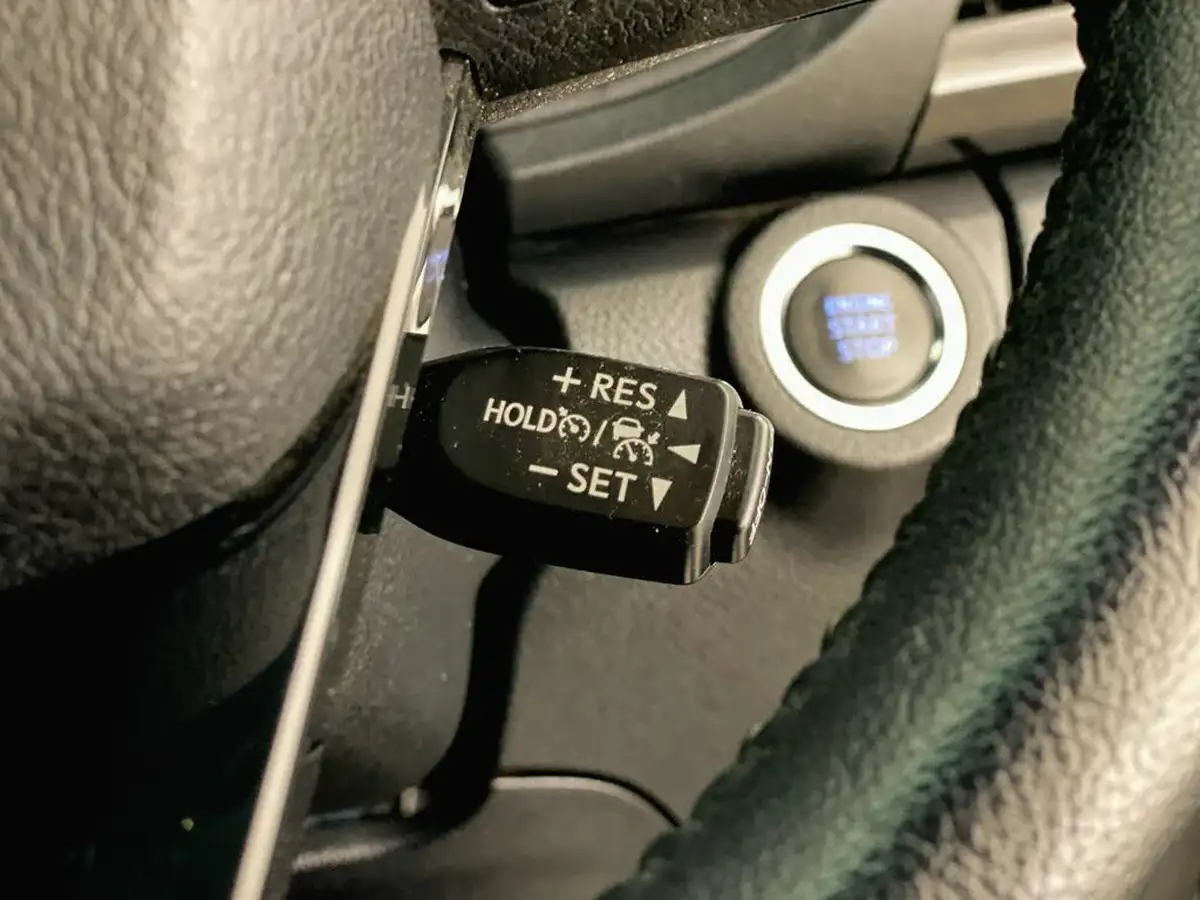 + RES
HOLD /
− SET
ENGINE
START
STOP